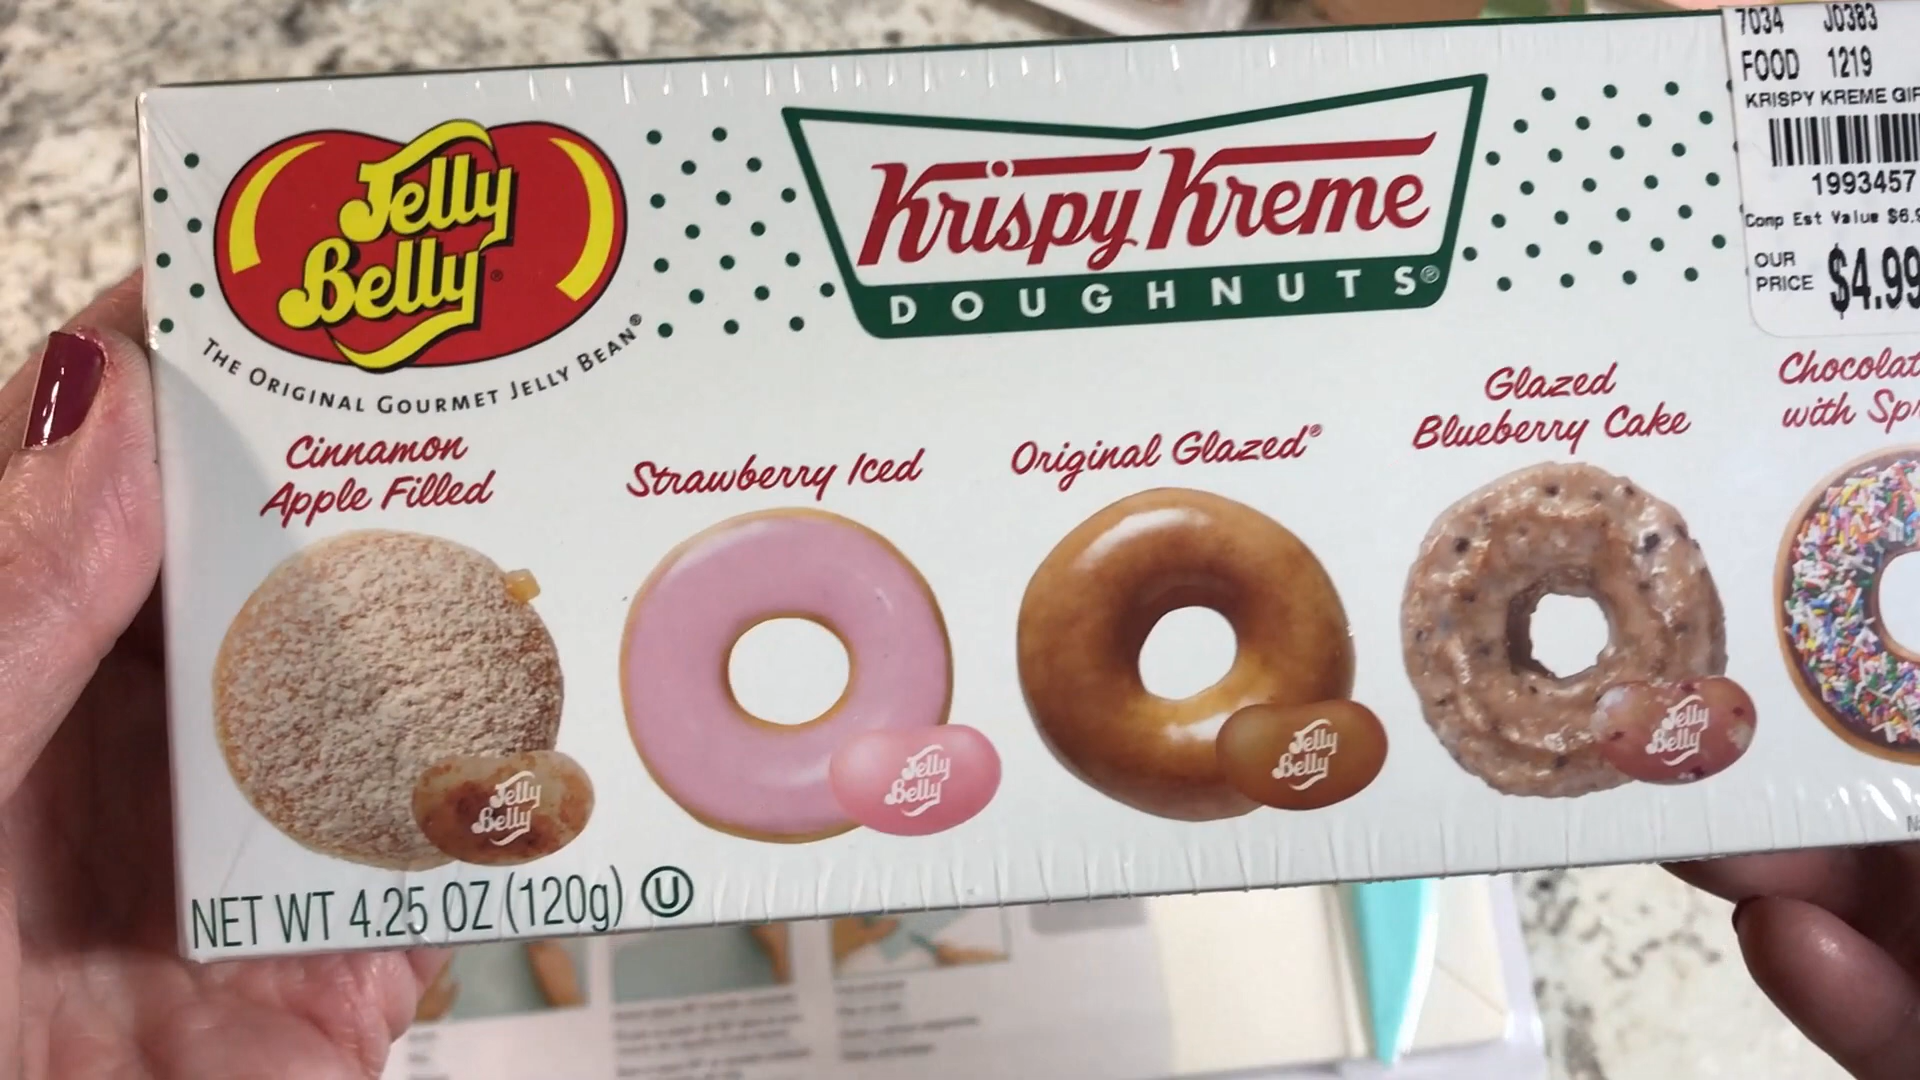 Jelly
Belly®
THE ORIGINAL GOURMET JELLY BEAN®
Krispy Kreme
DOUGHNUTS®
7034 J0383
FOOD 1219
KRISPY KREME GIF
1993457
Comp Est Value $6.9
OUR
PRICE $4.99
Cinnamon
Apple Filled
Strawberry Iced
Original Glazed®
Glazed
Blueberry Cake
Chocolat
with Spr
Jelly
Belly
Jelly
Belly
Jelly
Belly
Jelly
Belly
NET WT 4.25 OZ (120g) U